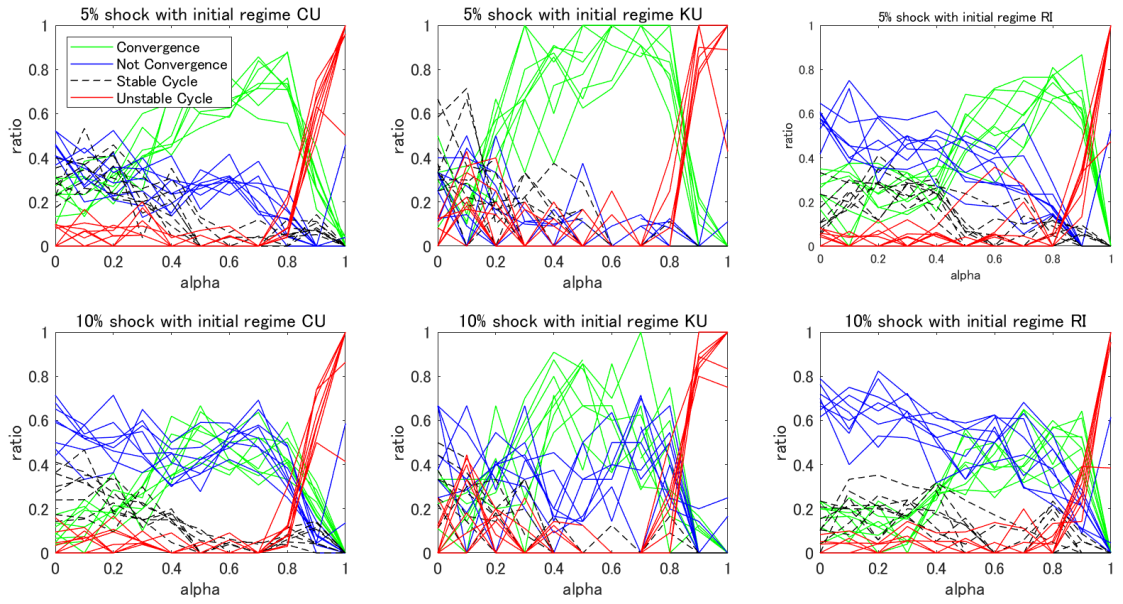 5% shock with initial regime CU
1
0.8
0.6
0.4
0.2
0
ratio
Convergence
Not Convergence
Stable Cycle
Unstable Cycle
0 0.2 0.4 0.6 0.8 1
alpha
5% shock with initial regime KU
1
0.8
0.6
0.4
0.2
0
ratio
0 0.2 0.4 0.6 0.8 1
alpha
5% shock with initial regime RI
1
0.8
0.6
0.4
0.2
0
ratio
0 0.2 0.4 0.6 0.8 1
alpha
10% shock with initial regime CU
1
0.8
0.6
0.4
0.2
0
ratio
0 0.2 0.4 0.6 0.8 1
alpha
10% shock with initial regime KU
1
0.8
0.6
0.4
0.2
0
ratio
0 0.2 0.4 0.6 0.8 1
alpha
10% shock with initial regime RI
1
0.8
0.6
0.4
0.2
0
ratio
0 0.2 0.4 0.6 0.8 1
alpha